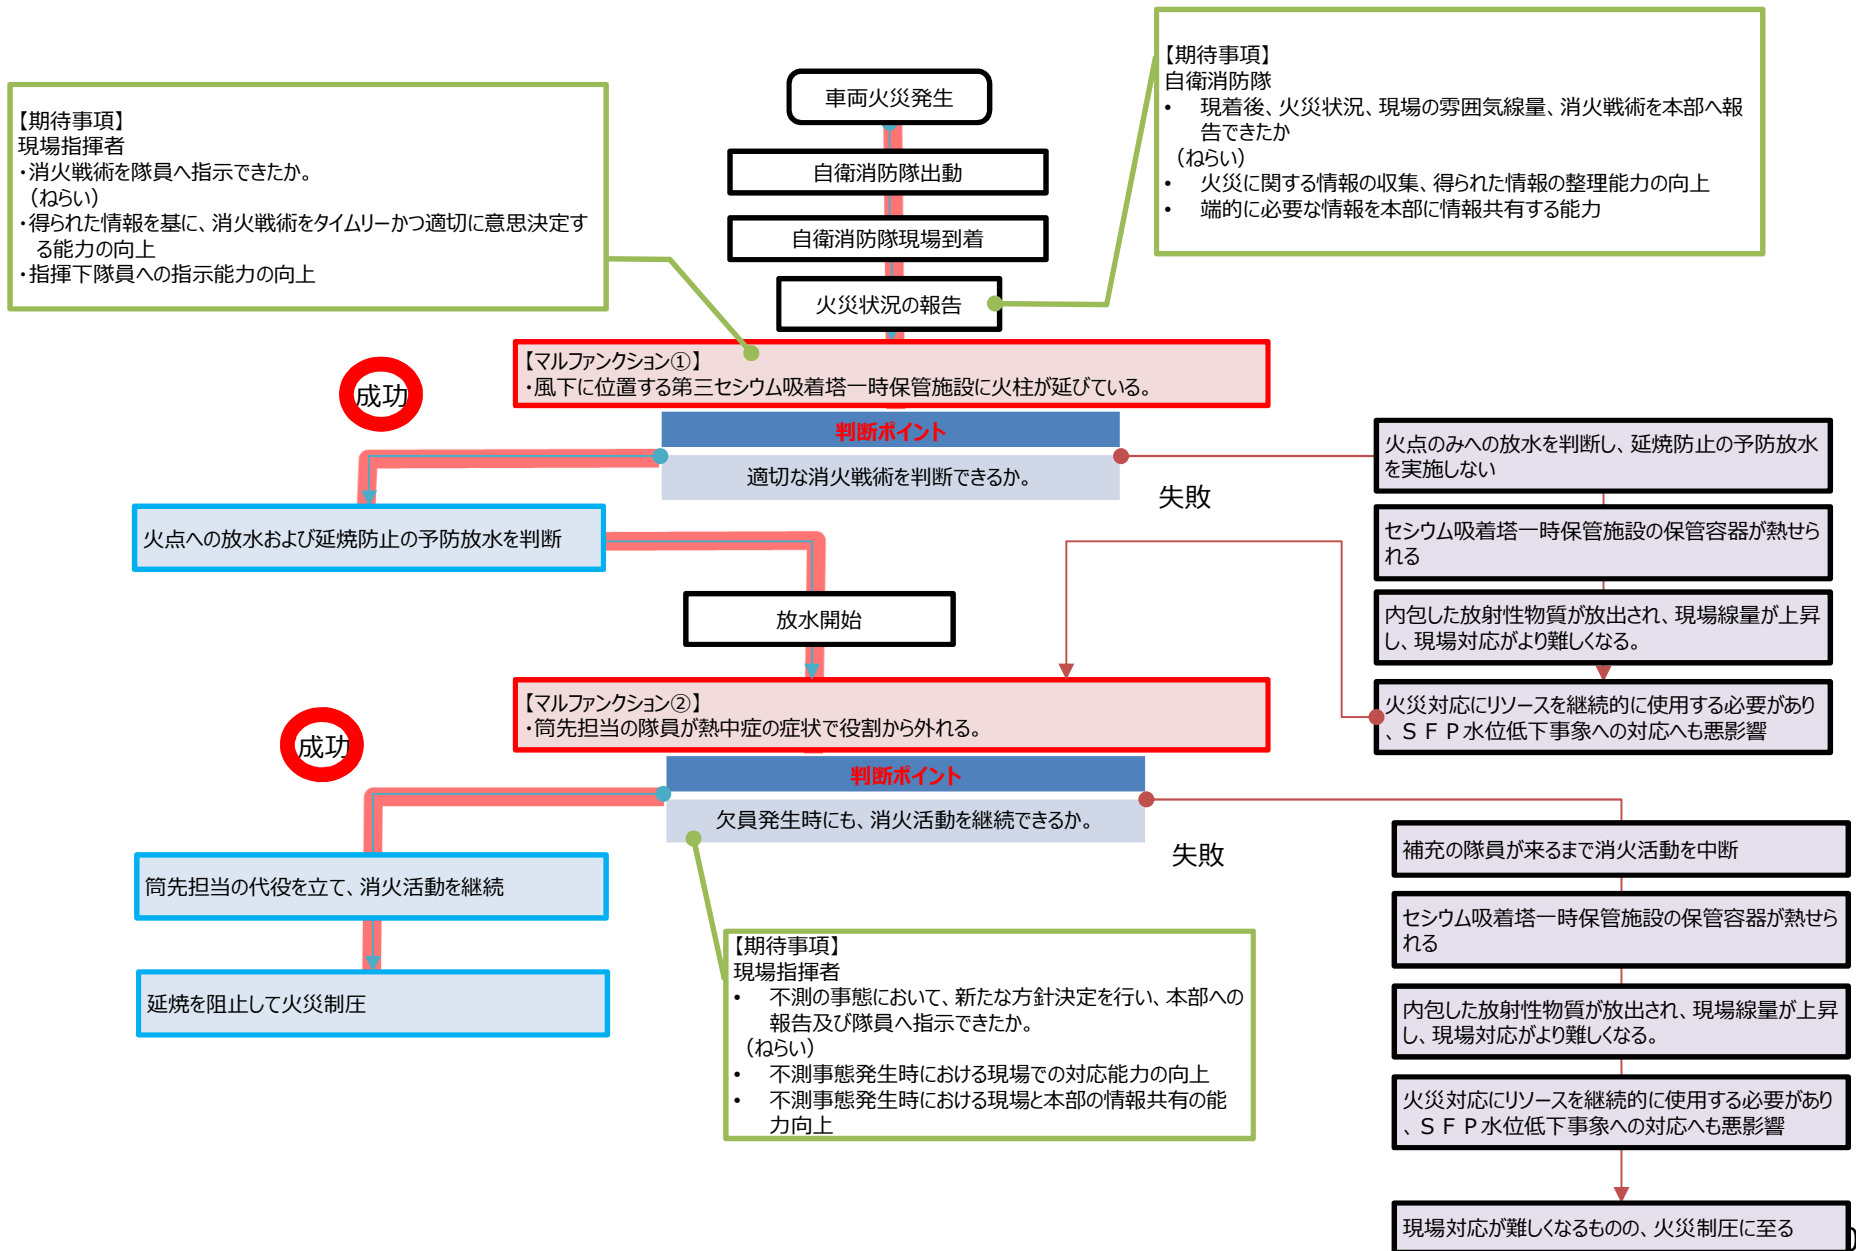 車両火災発生
自衛消防隊出動
自衛消防隊現場到着
火災状況の報告
【期待事項】
現場指揮者
・消火戦術を隊員へ指示できたか。
（ねらい）
・得られた情報を基に、消火戦術をタイムリーかつ適切に意思決定す
る能力の向上
・指揮下隊員への指示能力の向上
【期待事項】
自衛消防隊
• 現着後、火災状況、現場の雰囲気線量、消火戦術を本部へ報
告できたか
（ねらい）
• 火災に関する情報の収集、得られた情報の整理能力の向上
• 端的に必要な情報を本部に情報共有する能力
【マルファンクション①】
・風下に位置する第三セシウム吸着塔一時保管施設に火柱が延びている。
成功
判断ポイント
適切な消火戦術を判断できるか。
失敗
火点への放水および延焼防止の予防放水を判断
火点のみへの放水を判断し、延焼防止の予防放水
を実施しない
セシウム吸着塔一時保管施設の保管容器が熱せら
れる
内包した放射性物質が放出され、現場線量が上昇
し、現場対応がより難しくなる。
火災対応にリソースを継続的に使用する必要があり
、ＳＦＰ水位低下事象への対応へも悪影響
放水開始
【マルファンクション②】
・筒先担当の隊員が熱中症の症状で役割から外れる。
成功
判断ポイント
欠員発生時にも、消火活動を継続できるか。
失敗
筒先担当の代役を立て、消火活動を継続
延焼を阻止して火災制圧
【期待事項】
現場指揮者
• 不測の事態において、新たな方針決定を行い、本部への
報告及び隊員へ指示できたか。
（ねらい）
• 不測事態発生時における現場での対応能力の向上
• 不測事態発生時における現場と本部の情報共有の能
力向上
補充の隊員が来るまで消火活動を中断
セシウム吸着塔一時保管施設の保管容器が熱せら
れる
内包した放射性物質が放出され、現場線量が上昇
し、現場対応がより難しくなる。
火災対応にリソースを継続的に使用する必要があり
、ＳＦＰ水位低下事象への対応へも悪影響
現場対応が難しくなるものの、火災制圧に至る